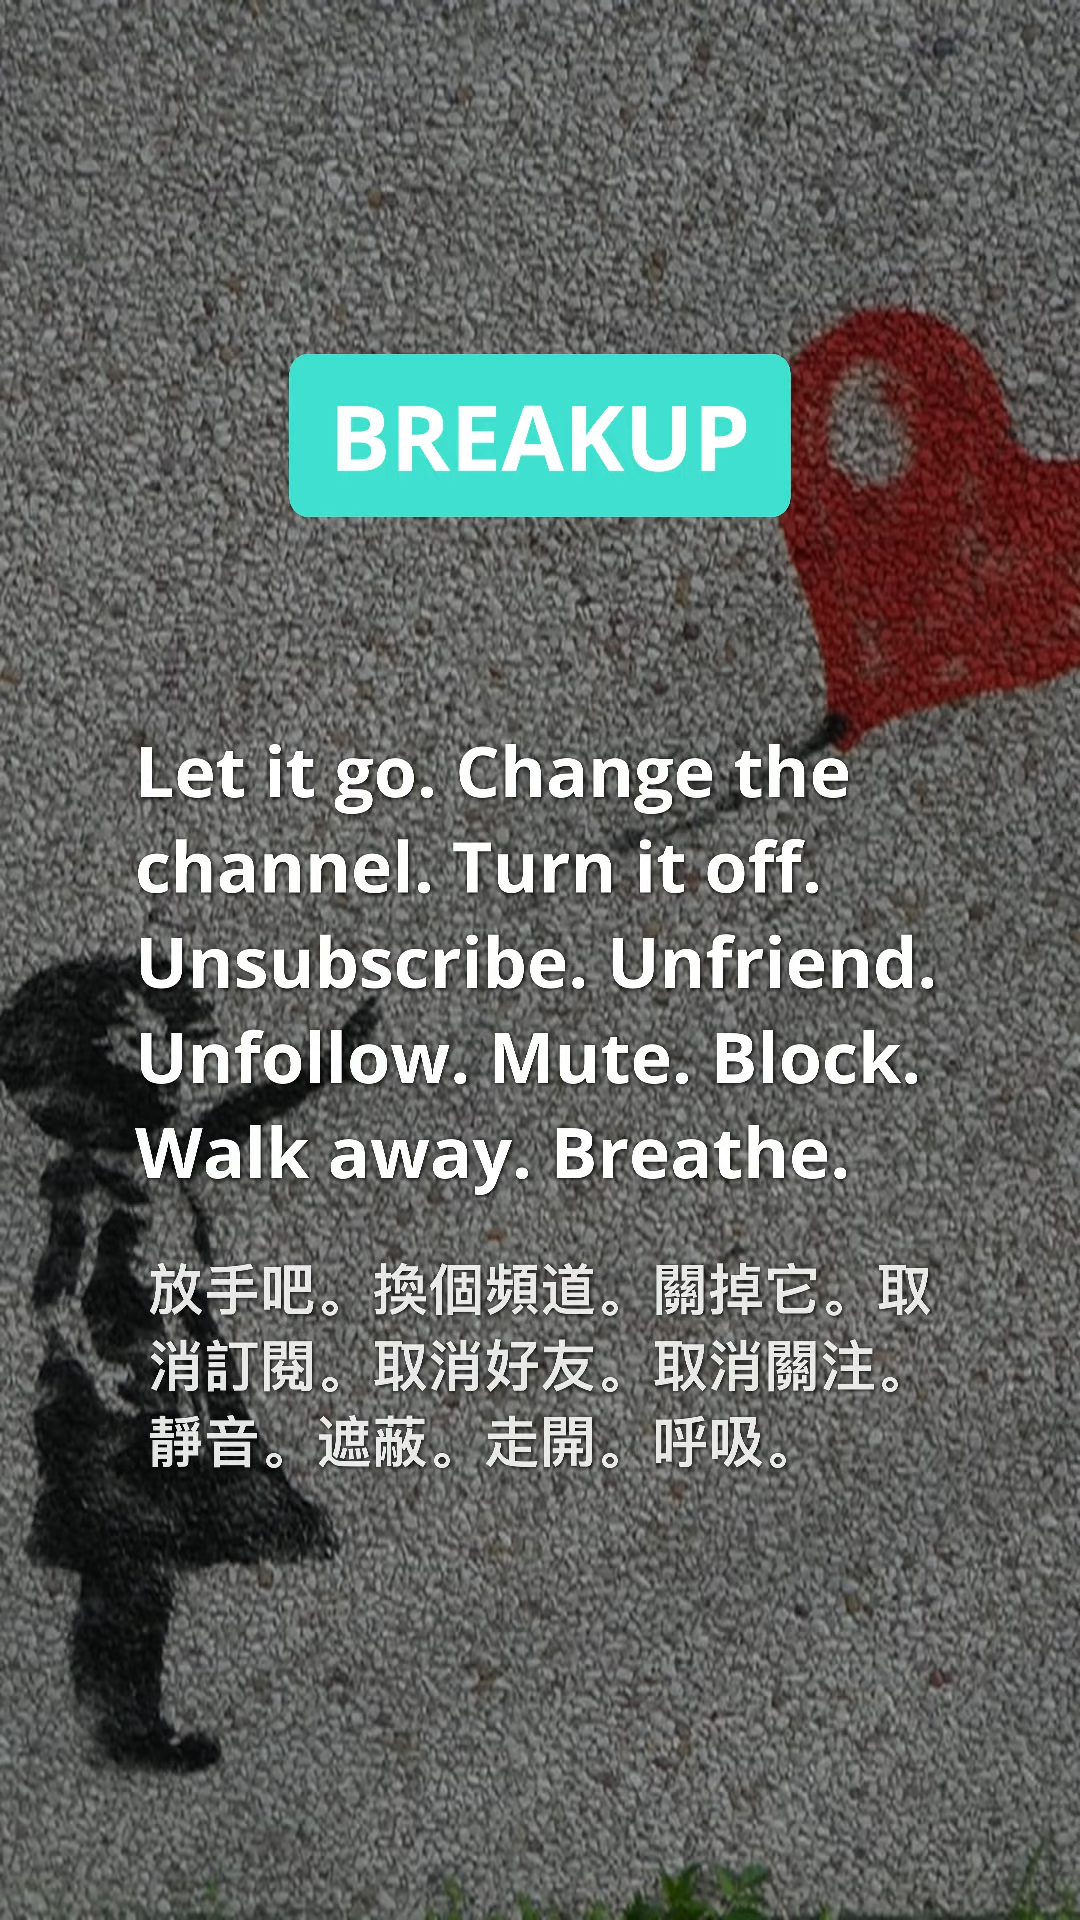 BREAKUP
Let it go. Change the
channel. Turn it off.
Unsubscribe. Unfriend.
Unfollow. Mute. Block.
Walk away. Breathe.
放手吧。換個頻道。關掉它。取
消訂閱。取消好友。取消關注。
靜音。遮蔽。走開。呼吸。